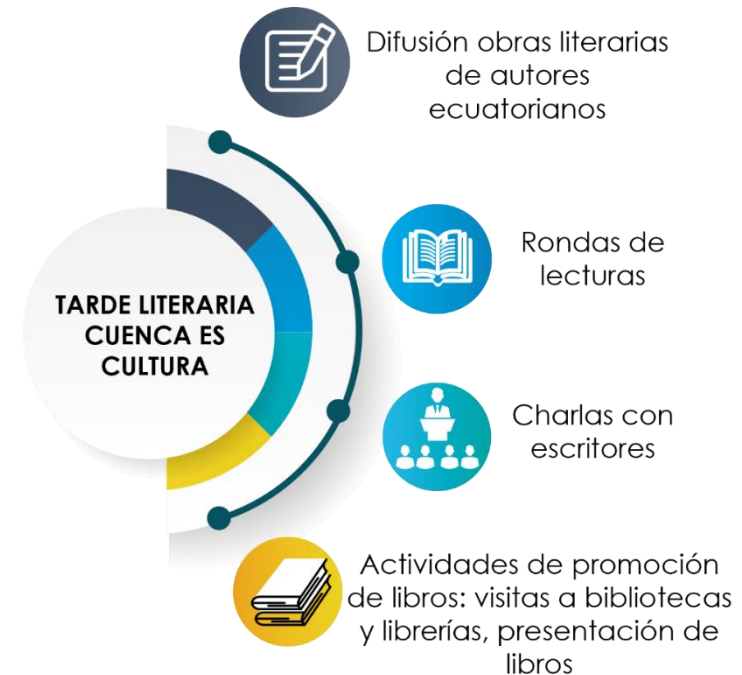 Difusión obras literarias
de autores
ecuatorianos
Rondas de
lecturas
TARDE LITERARIA
CUENCA ES
CULTURA
Charlas con
escritores
Actividades de promoción
de libros: visitas a bibliotecas
y librerías, presentación de
libros